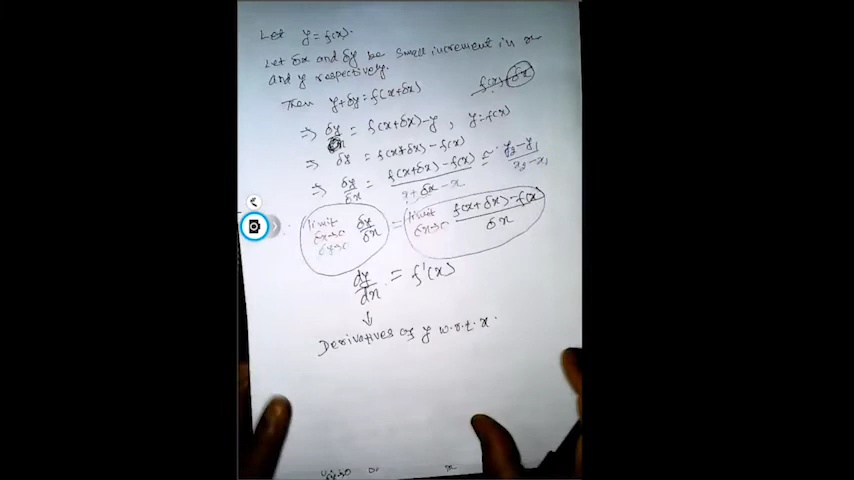 Let y = f(x).
Let δx and δy be small increment in x
and y respectively.
Then y+δy = f(x+δx)
f(x)+δx
⇒ δy = f(x+δx) - y , y = f(x)
⇒ δy = f(x+δx) - f(x)
⇒ δy/δx = f(x+δx) - f(x) / x+δx - x ≈ y2-y1 / x2-x1
limit δx→0 δy→0 δy/δx = limit δx→0 f(x+δx) - f(x / δx
dy/dx = f'(x)
↓
Derivatives of y w.r.t. x.